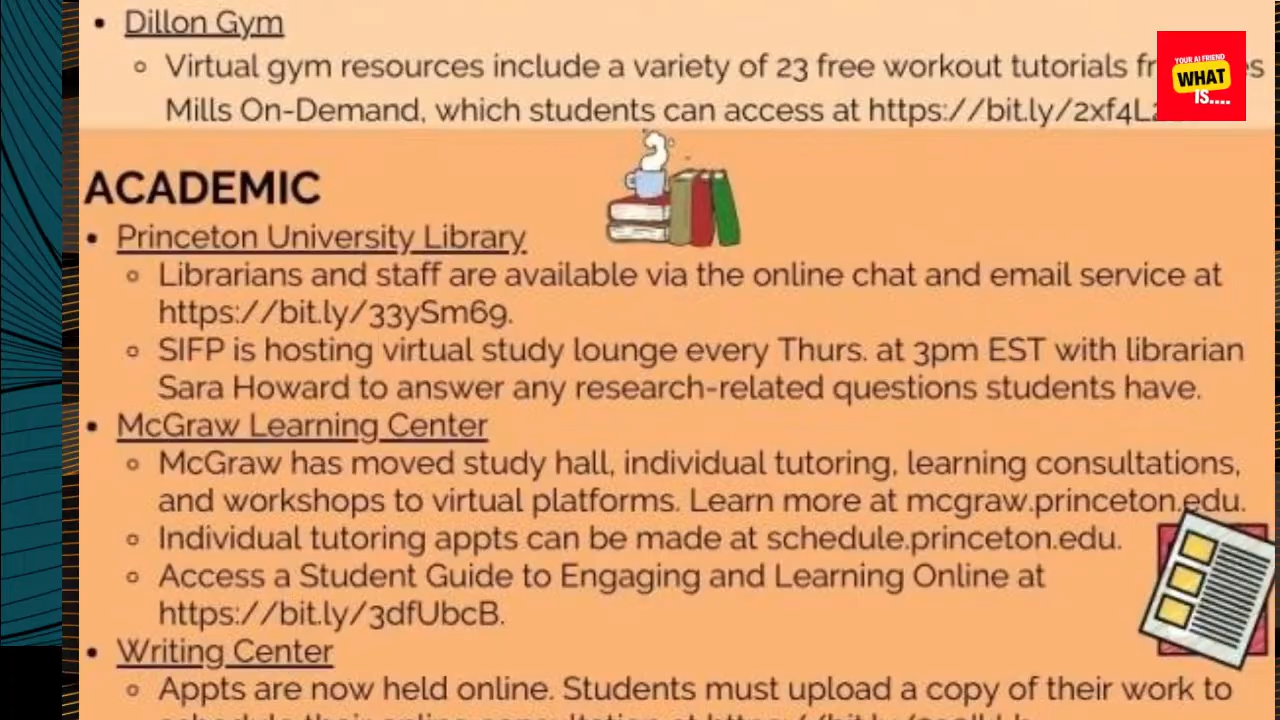 Dillon Gym
Virtual gym resources include a variety of 23 free workout tutorials
Mills On-Demand, which students can access at
YOUR AI FRIEND
WHAT
IS....
ACADEMIC
Princeton University Library
Librarians and staff are available via the online chat and email service at
https://bit.ly/33ySm69.
SIFP is hosting virtual study lounge every Thurs. at 3pm EST with librarian
Sara Howard to answer any research-related questions students have.
McGraw Learning Center
McGraw has moved study hall, individual tutoring, learning consultations,
and workshops to virtual platforms. Learn more at mcgraw.princeton.edu.
Individual tutoring appts can be made at schedule.princeton.edu.
Access a Student Guide to Engaging and Learning Online at
https://bit.ly/3dfUbcB.
Writing Center
Appts are now held online. Students must upload a copy of their work to